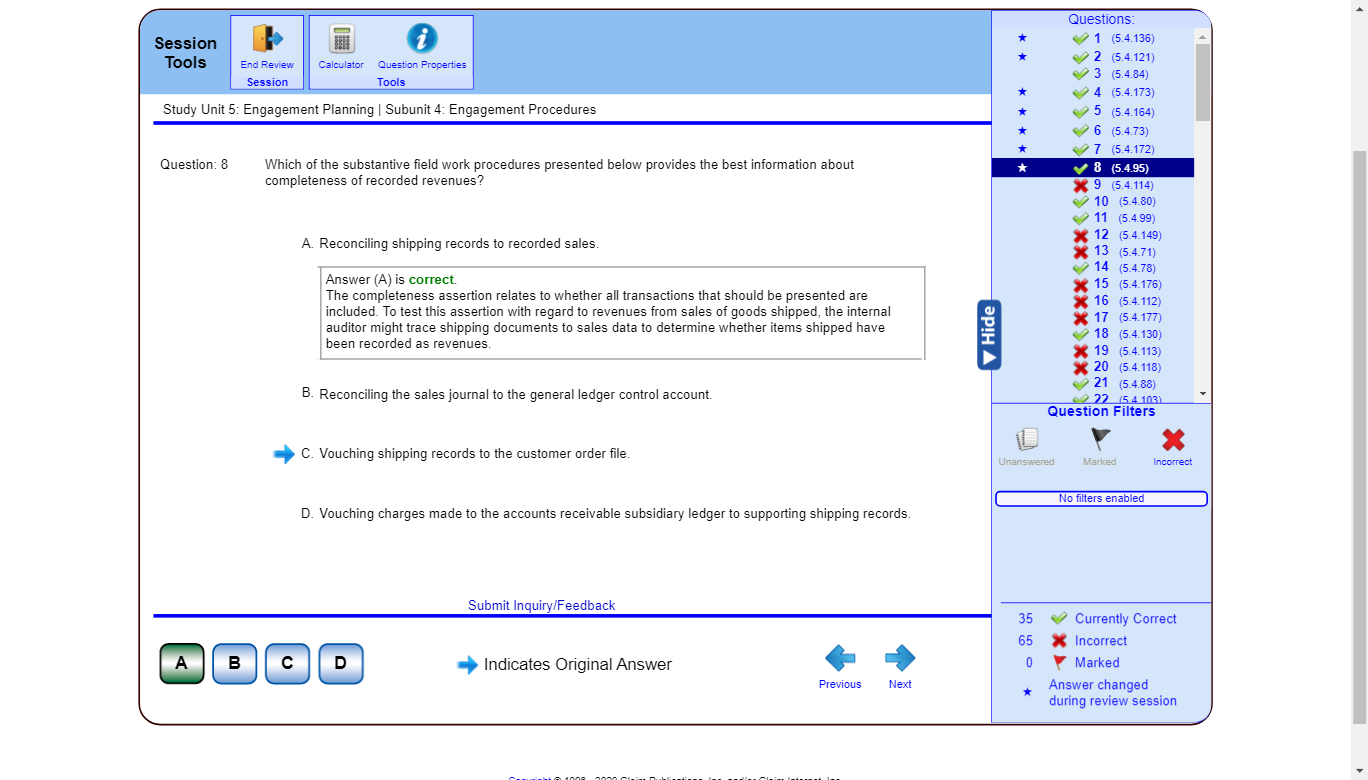 Session
Tools
End Review
Session
Calculator
Question Properties
Tools
Study Unit 5: Engagement Planning | Subunit 4: Engagement Procedures
Question: 8
Which of the substantive field work procedures presented below provides the best information about
completeness of recorded revenues?
A. Reconciling shipping records to recorded sales.
Answer (A) is correct.
The completeness assertion relates to whether all transactions that should be presented are
included. To test this assertion with regard to revenues from sales of goods shipped, the internal
auditor might trace shipping documents to sales data to determine whether items shipped have
been recorded as revenues.
B. Reconciling the sales journal to the general ledger control account.
C. Vouching shipping records to the customer order file.
D. Vouching charges made to the accounts receivable subsidiary ledger to supporting shipping records.
Submit Inquiry/Feedback
A
B
C
D
Indicates Original Answer
Previous
Next
Hide
Questions:
1 (5.4.136)
2 (5.4.121)
3 (5.4.84)
4 (5.4.173)
5 (5.4.164)
6 (5.4.73)
7 (5.4.172)
8 (5.4.95)
9 (5.4.114)
10 (5.4.80)
11 (5.4.99)
12 (5.4.149)
13 (5.4.71)
14 (5.4.78)
15 (5.4.176)
16 (5.4.112)
17 (5.4.177)
18 (5.4.130)
19 (5.4.113)
20 (5.4.118)
21 (5.4.88)
22 (5.4.103)
Question Filters
Unanswered
Marked
Incorrect
No filters enabled
35 Currently Correct
65 Incorrect
0 Marked
Answer changed
during review session